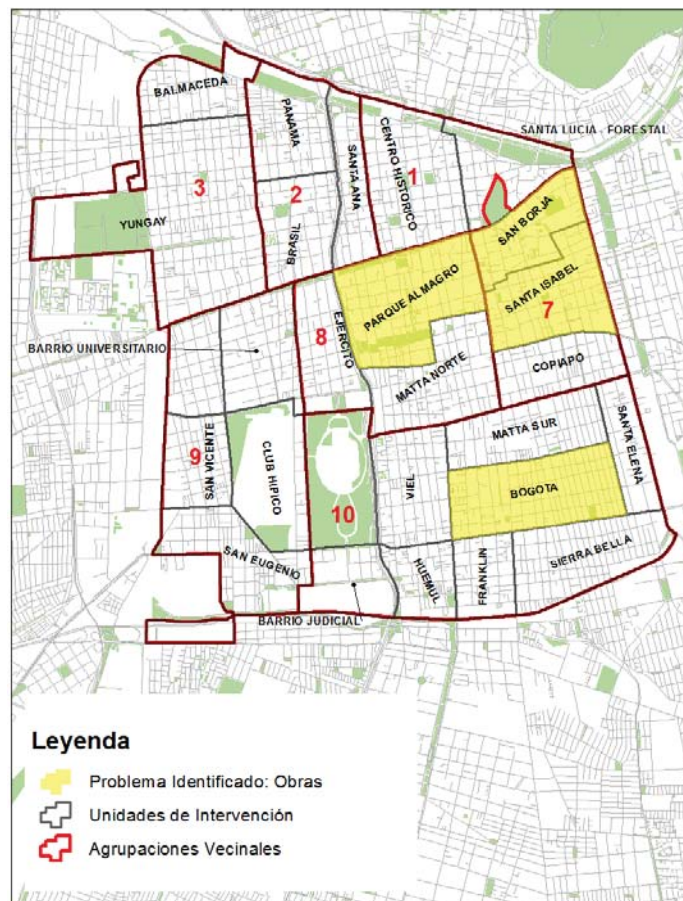 BALMACEDA
PANAMA
SANTA ANA
CENTRO HISTORICO
SANTA LUCIA - FORESTAL
3
2
1
YUNGAY
BRASIL
SAN BORJA
PARQUE ALMAGRO
SANTA ISABEL
7
8
EJERCITO
BARRIO UNIVERSITARIO
MATTA NORTE
COPIAPO
9
SAN VICENTE
CLUB HIPICO
10
VIEL
MATTA SUR
SANTA ELENA
BOGOTA
SAN EUGENIO
HUEMUL
FRANKLIN
SIERRA BELLA
BARRIO JUDICIAL
Leyenda
Problema Identificado: Obras
Unidades de Intervención
Agrupaciones Vecinales